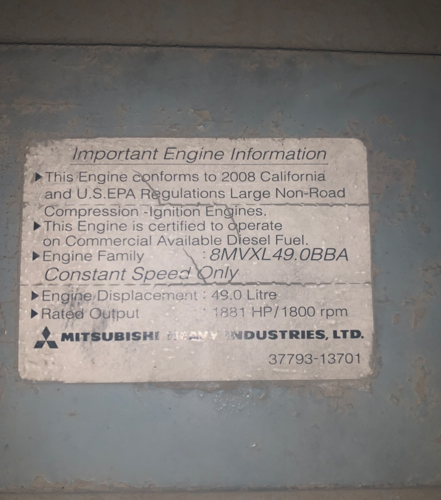 Important Engine Information
▶This Engine conforms to 2008 California
and U.S.EPA Regulations Large Non-Road
Compression -Ignition Engines.
▶This Engine is certified to operate
on Commercial Available Diesel Fuel.
▶Engine Family : 8MVXL49.0BBA
Constant Speed Only
▶Engine Displacement : 49.0 Litre
▶Rated Output : 1881 HP/1800 rpm
MITSUBISHI HEAVY INDUSTRIES, LTD.
37793-13701